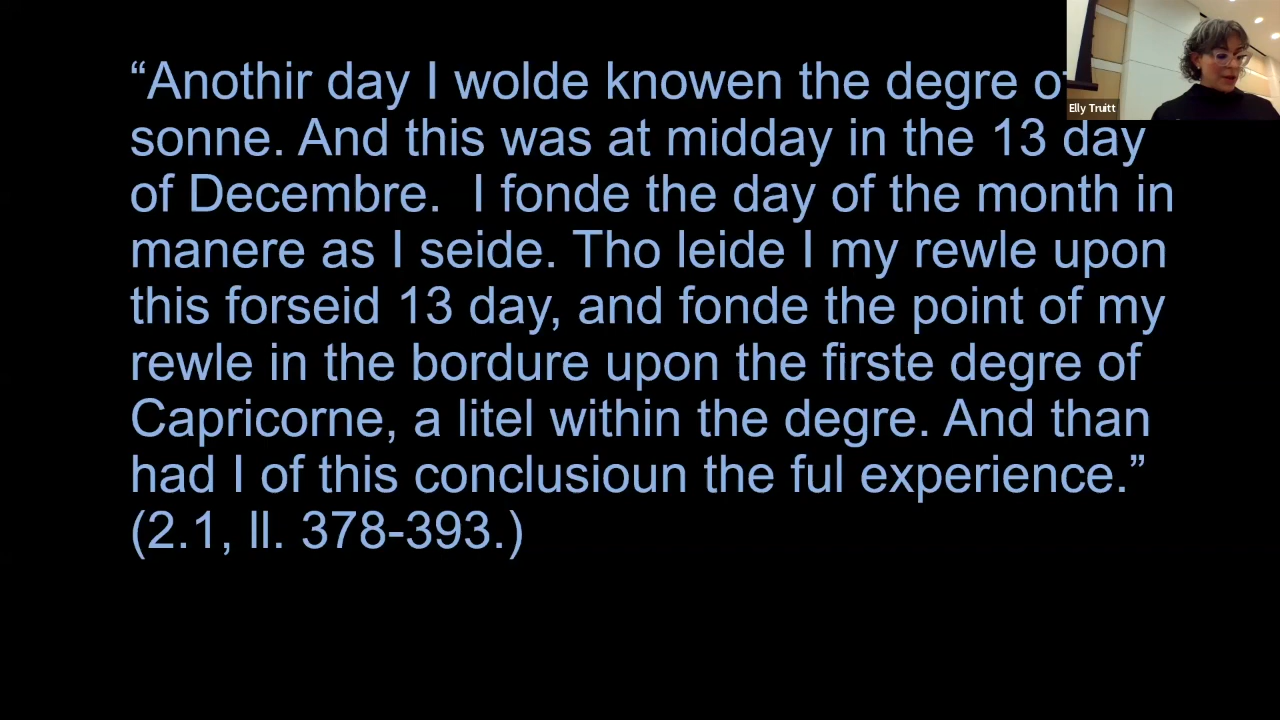 “Anothir day I wolde knowen the degre of
sonne. And this was at midday in the 13 day
of Decembre.  I fonde the day of the month in
manere as I seide. Tho leide I my rewle upon
this forseid 13 day, and fonde the point of my
rewle in the bordure upon the firste degre of
Capricorne, a litel within the degre. And than
had I of this conclusioun the ful experience.”
(2.1, ll. 378-393.)
Elly Truitt